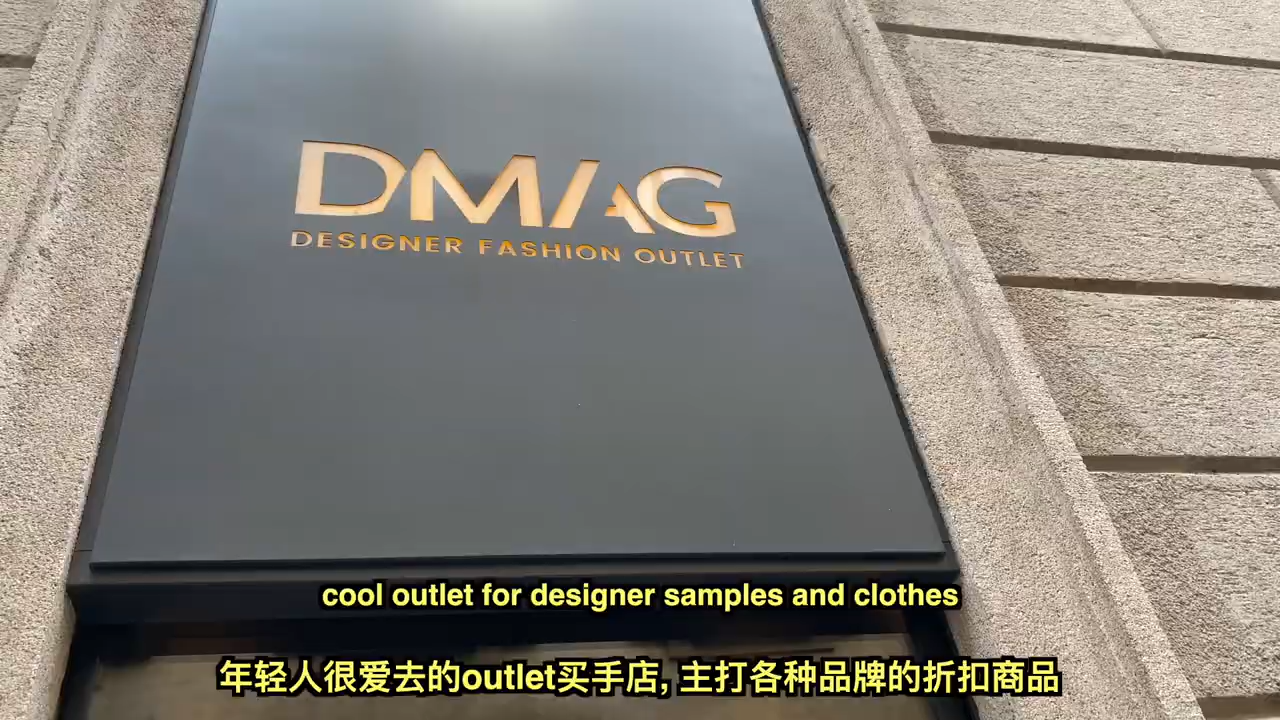 DMAG
DESIGNER FASHION OUTLET
cool outlet for designer samples and clothes
年轻人很爱去的outlet买手店, 主打各种品牌的折扣商品